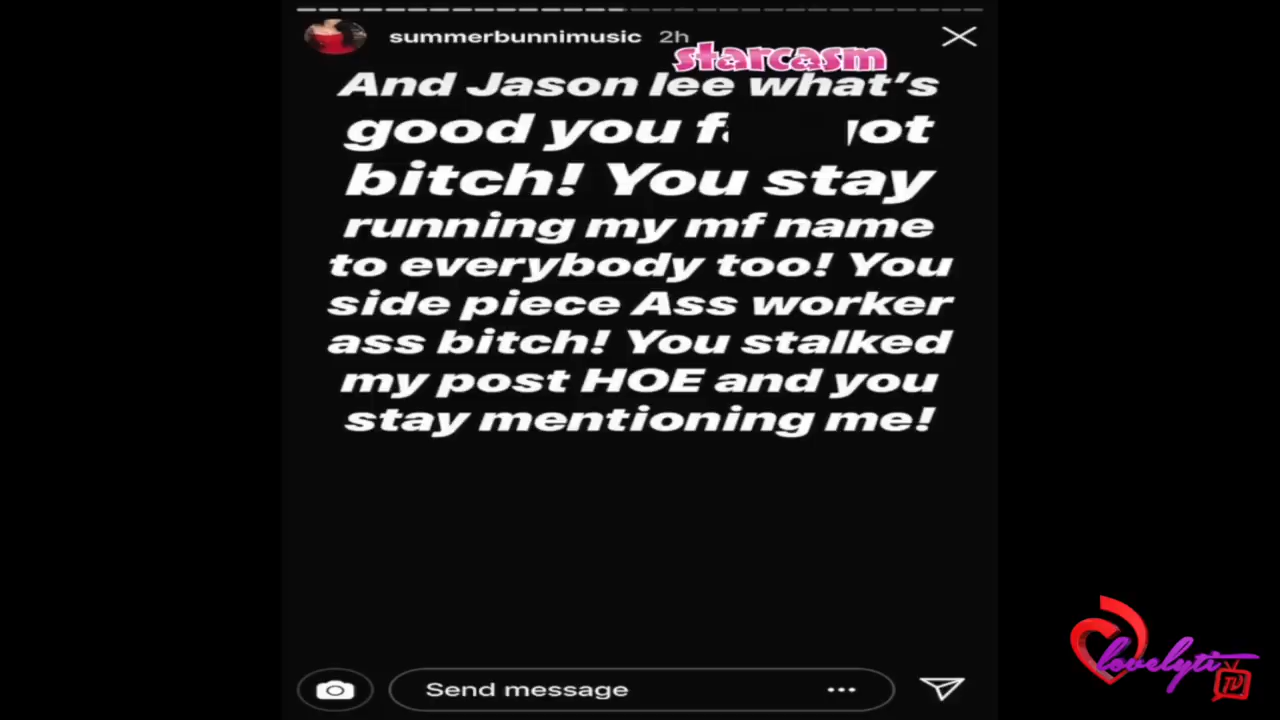 summerbunnimusic 2h
starcasm
And Jason lee what's
good you
bitch! You stay
running my mf name
to everybody too! You
side piece Ass worker
ass bitch! You stalked
my post HOE and you
stay mentioning me!
Send message
lovelyti
TV